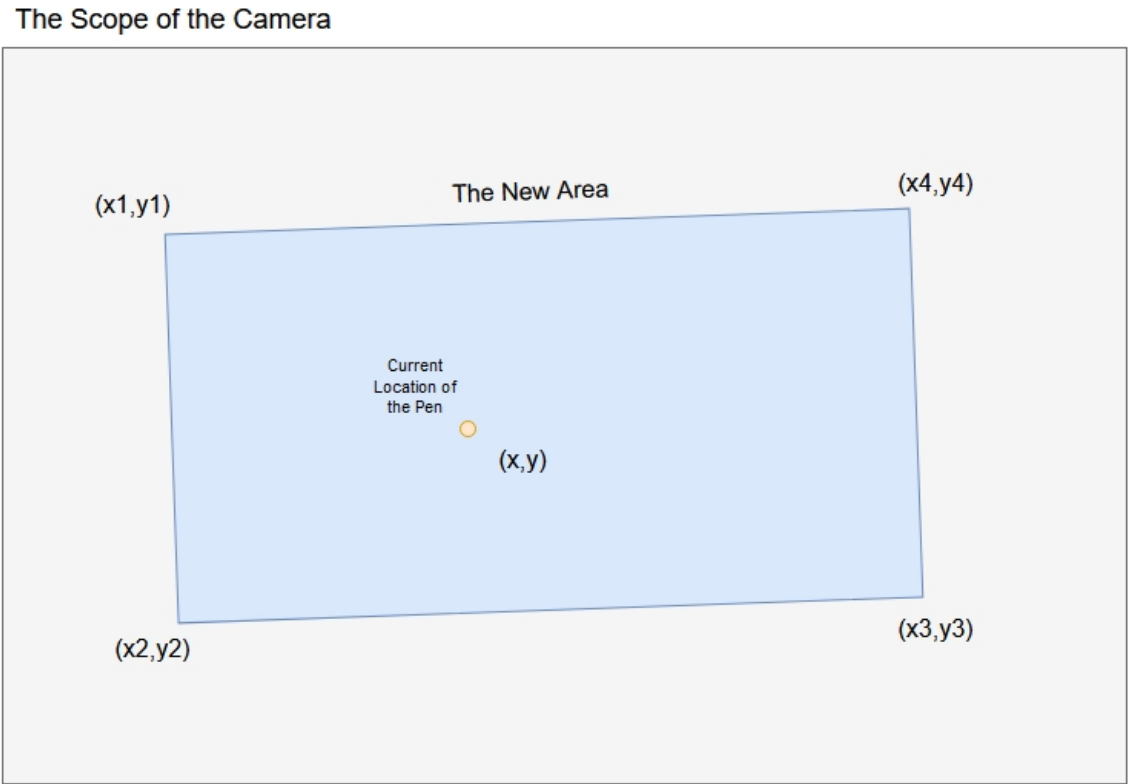 The Scope of the Camera
The New Area
(x4,y4)
(x1,y1)
Current
Location of
the Pen
(x,y)
(x3,y3)
(x2,y2)